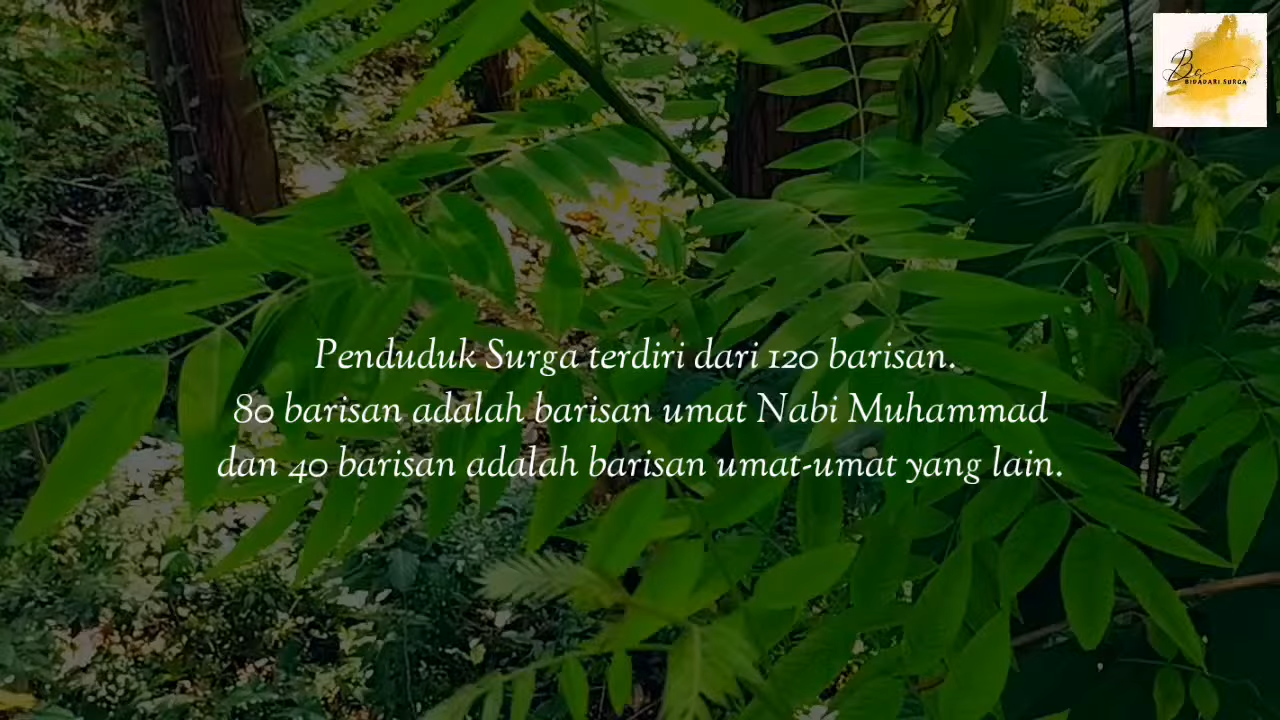 Be
BIDADARI SURGA
Penduduk Surga terdiri dari 120 barisan.
80 barisan adalah barisan umat Nabi Muhammad
dan 40 barisan adalah barisan umat-umat yang lain.